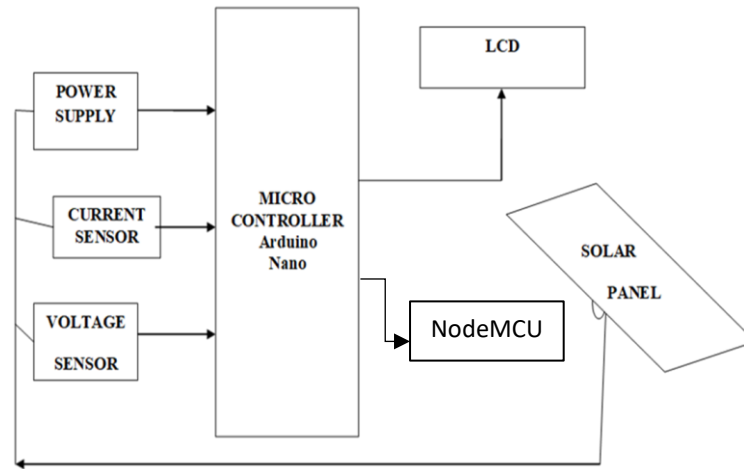 LCD
POWER
SUPPLY
CURRENT
SENSOR
VOLTAGE
SENSOR
MICRO
CONTROLLER
Arduino
Nano
SOLAR
PANEL
NodeMCU